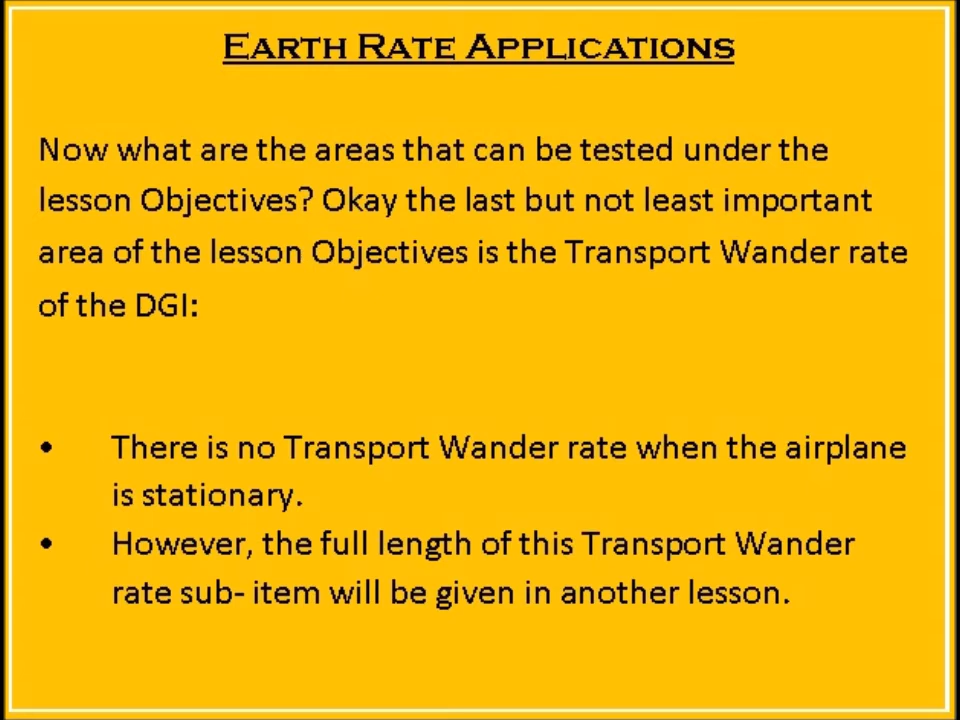 EARTH RATE APPLICATIONS
Now what are the areas that can be tested under the
lesson Objectives? Okay the last but not least important
area of the lesson Objectives is the Transport Wander rate
of the DGI:
• There is no Transport Wander rate when the airplane
is stationary.
• However, the full length of this Transport Wander
rate sub- item will be given in another lesson.